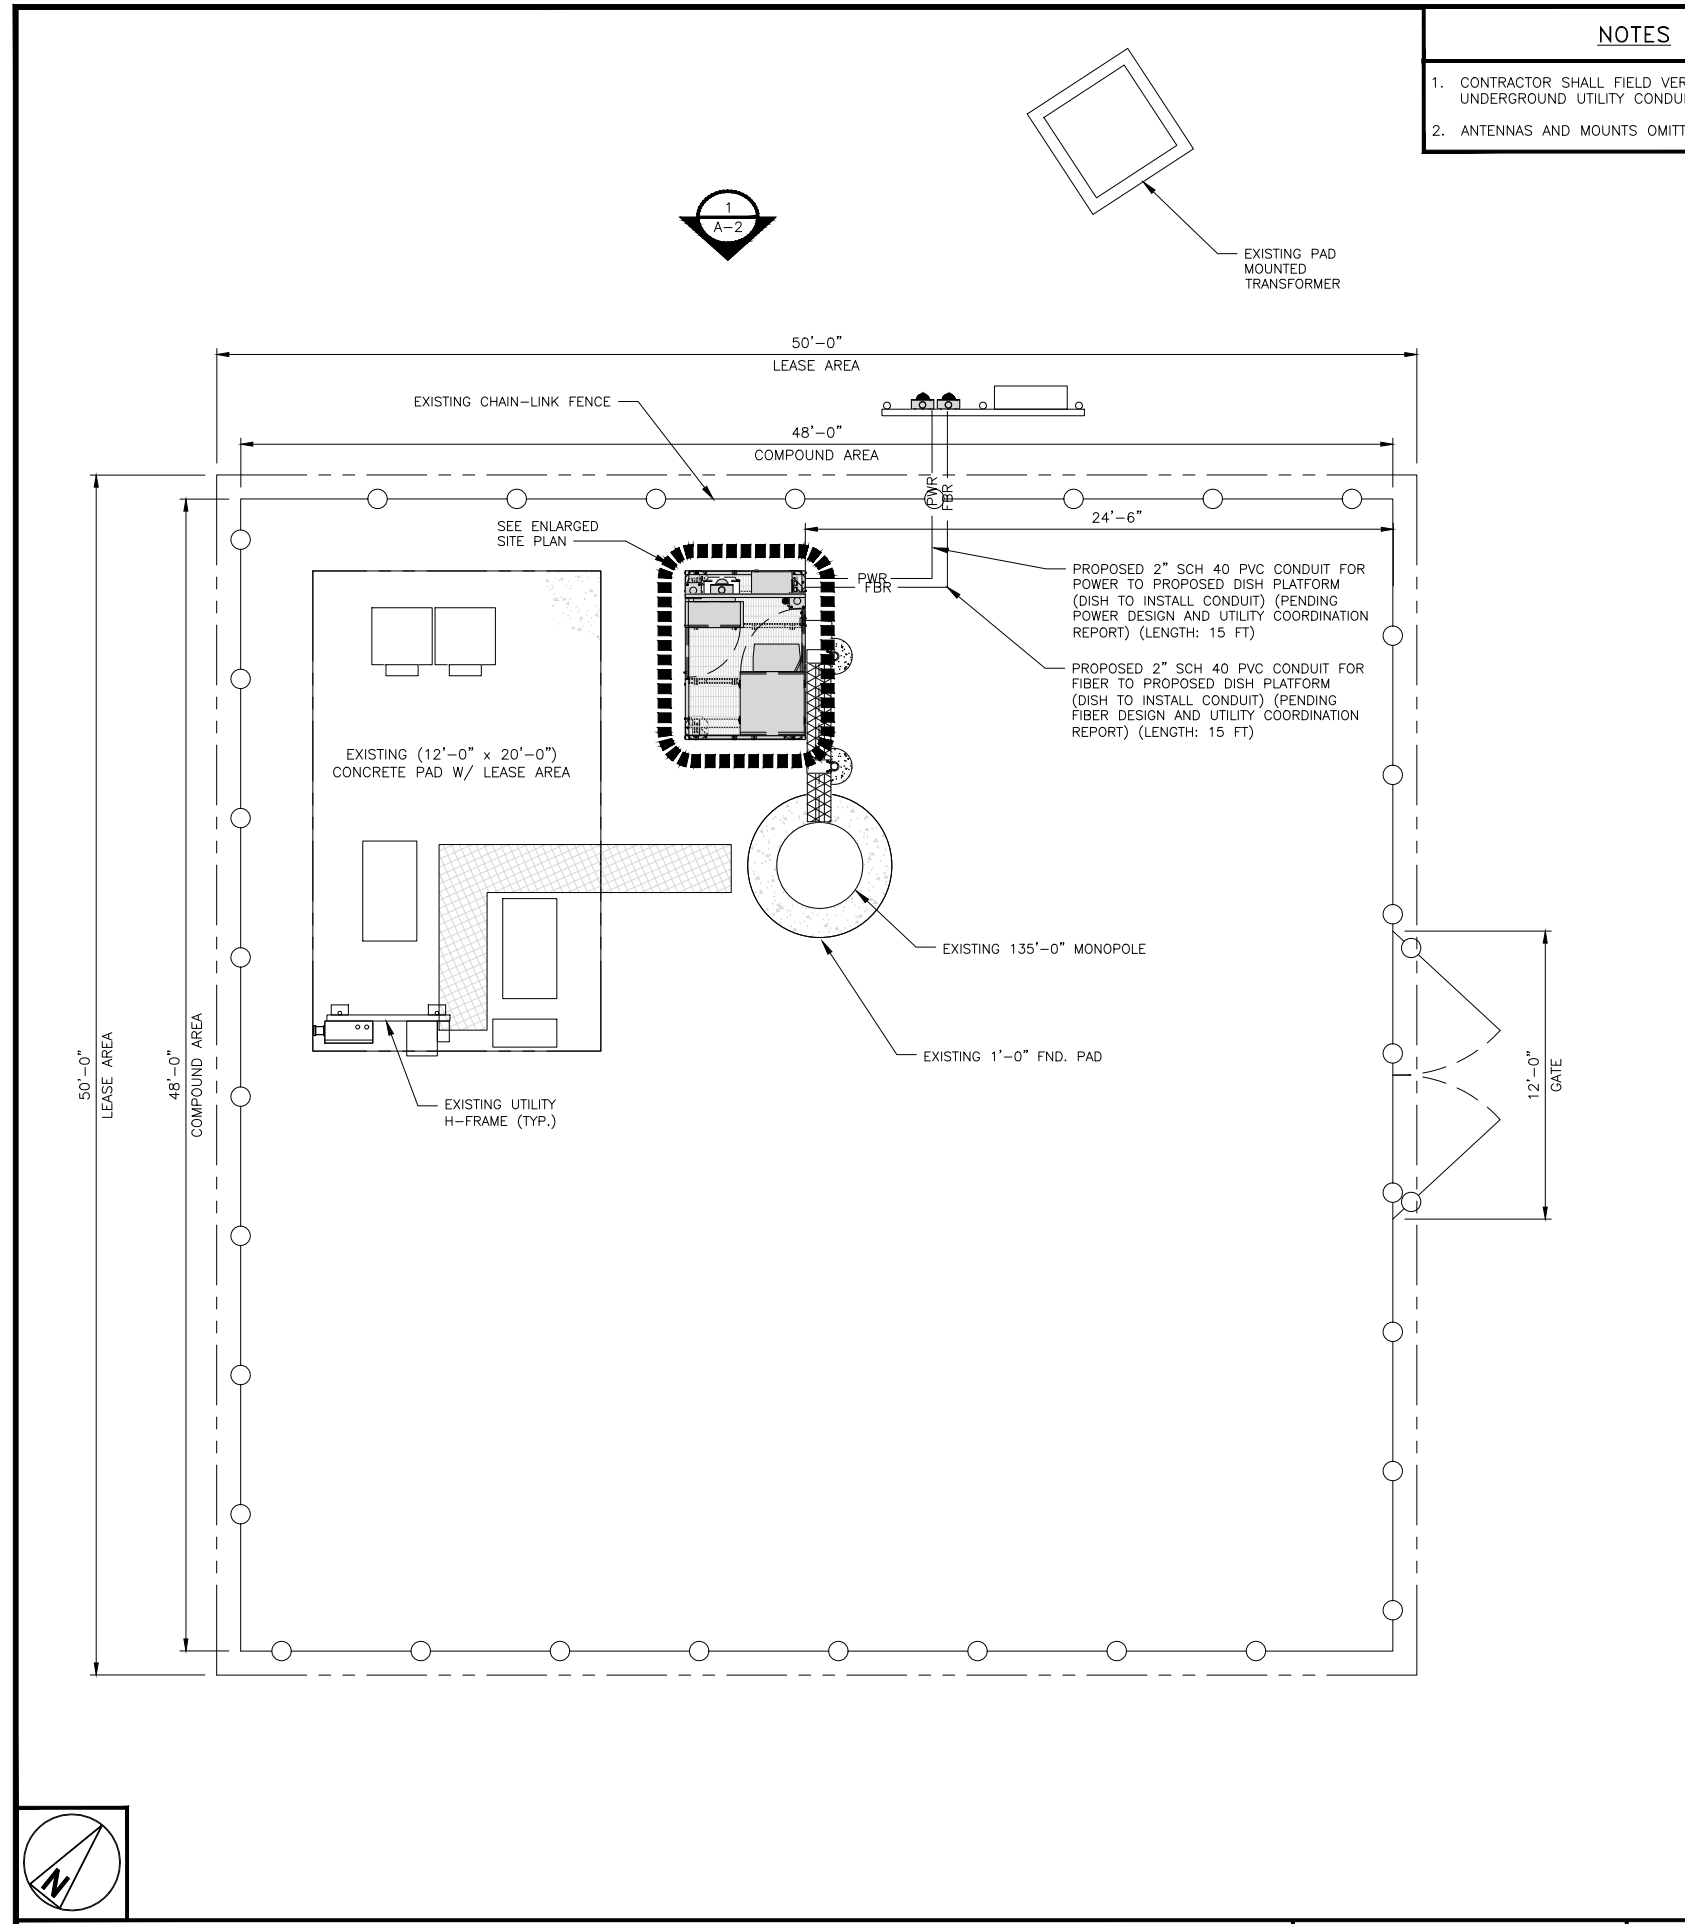 NOTES
1. CONTRACTOR SHALL FIELD VER
UNDERGROUND UTILITY CONDU
2. ANTENNAS AND MOUNTS OMITT
1
A-2
EXISTING PAD
MOUNTED
TRANSFORMER
50'-0"
LEASE AREA
EXISTING CHAIN-LINK FENCE
48'-0"
COMPOUND AREA
PWR
FBR
24'-6"
SEE ENLARGED
SITE PLAN
PWR
FBR
PROPOSED 2" SCH 40 PVC CONDUIT FOR
POWER TO PROPOSED DISH PLATFORM
(DISH TO INSTALL CONDUIT) (PENDING
POWER DESIGN AND UTILITY COORDINATION
REPORT) (LENGTH: 15 FT)
PROPOSED 2" SCH 40 PVC CONDUIT FOR
FIBER TO PROPOSED DISH PLATFORM
(DISH TO INSTALL CONDUIT) (PENDING
FIBER DESIGN AND UTILITY COORDINATION
REPORT) (LENGTH: 15 FT)
EXISTING (12'-0" x 20'-0")
CONCRETE PAD W/ LEASE AREA
EXISTING 135'-0" MONOPOLE
EXISTING 1'-0" FND. PAD
50'-0"
LEASE AREA
48'-0"
COMPOUND AREA
12'-0"
GATE
EXISTING UTILITY
H-FRAME (TYP.)
N